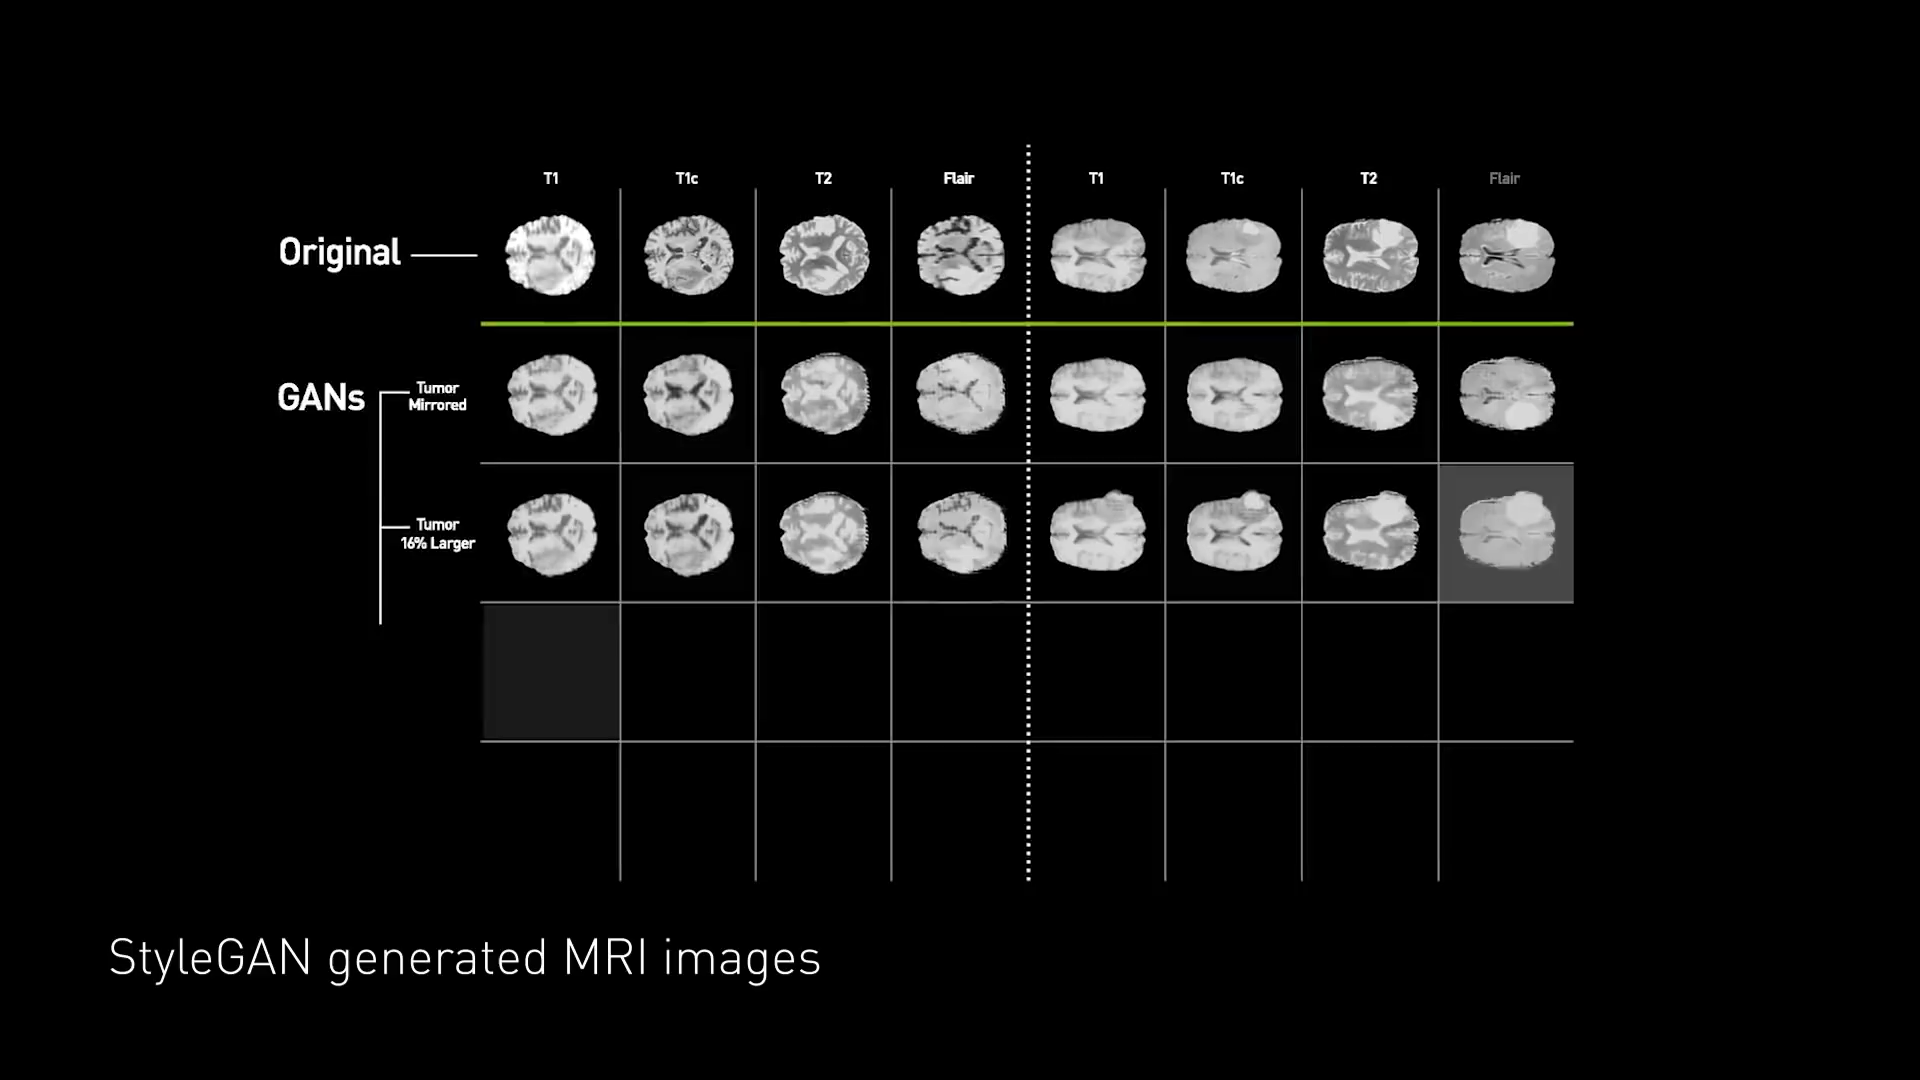 T1 T1c T2 Flair T1 T1c T2 Flair
Original
GANs
Tumor
Mirrored
Tumor
16% Larger
StyleGAN generated MRI images